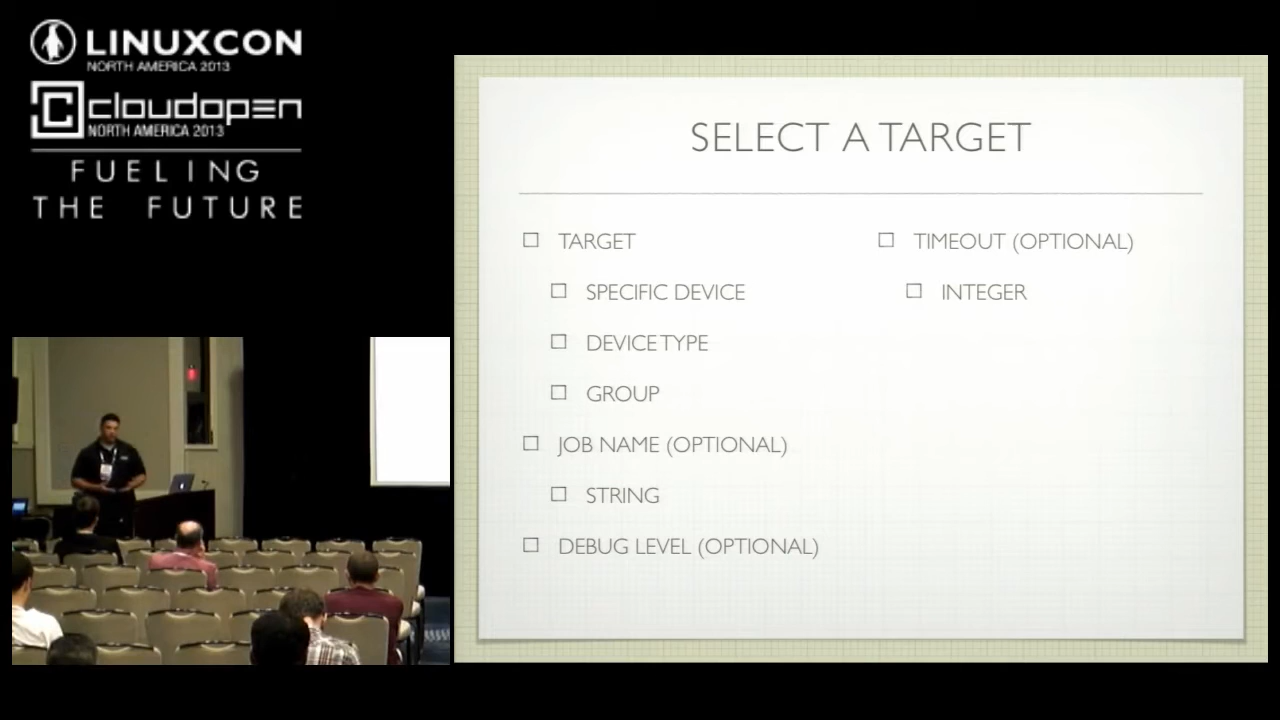 LINUXCON
NORTH AMERICA 2013
cloudopen
NORTH AMERICA 2013
FUELING
THE FUTURE
SELECT A TARGET
TARGET
SPECIFIC DEVICE
DEVICE TYPE
GROUP
JOB NAME (OPTIONAL)
STRING
DEBUG LEVEL (OPTIONAL)
TIMEOUT (OPTIONAL)
INTEGER